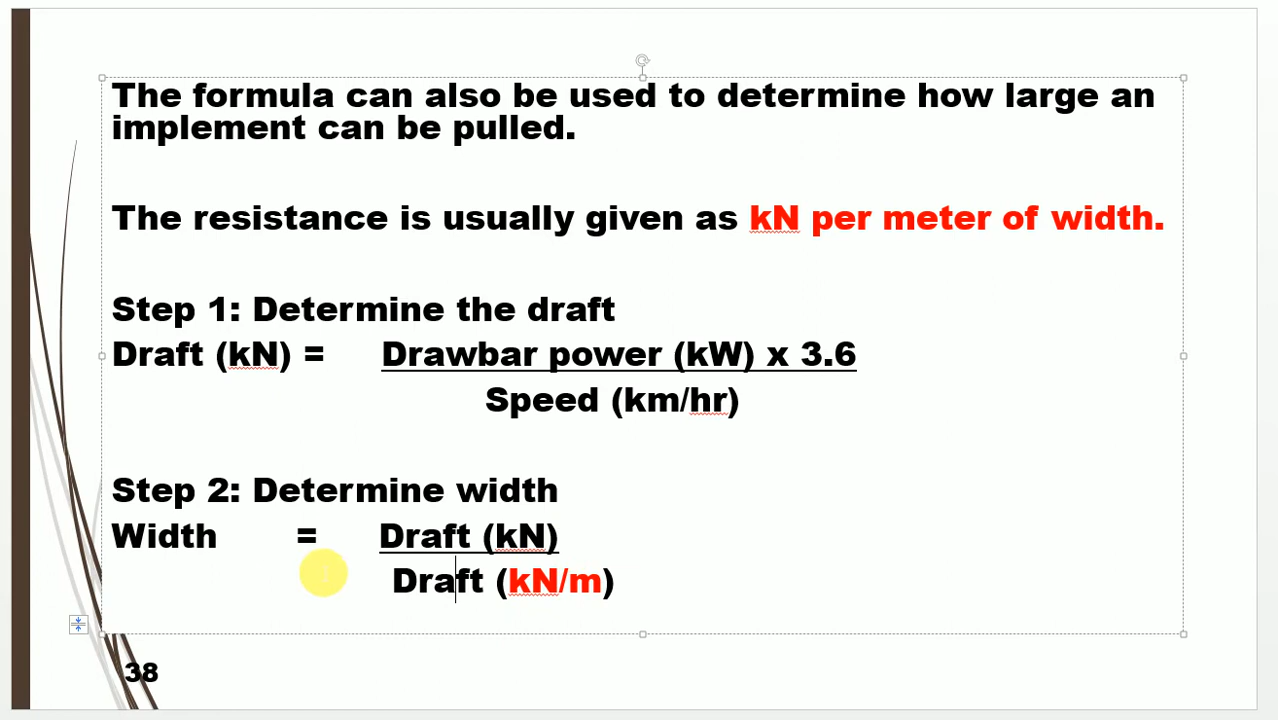 The formula can also be used to determine how large an
implement can be pulled.
The resistance is usually given as kN per meter of width.
Step 1: Determine the draft
Draft (kN) = Drawbar power (kW) x 3.6
Speed (km/hr)
Step 2: Determine width
Width = Draft (kN)
Draft (kN/m)
38